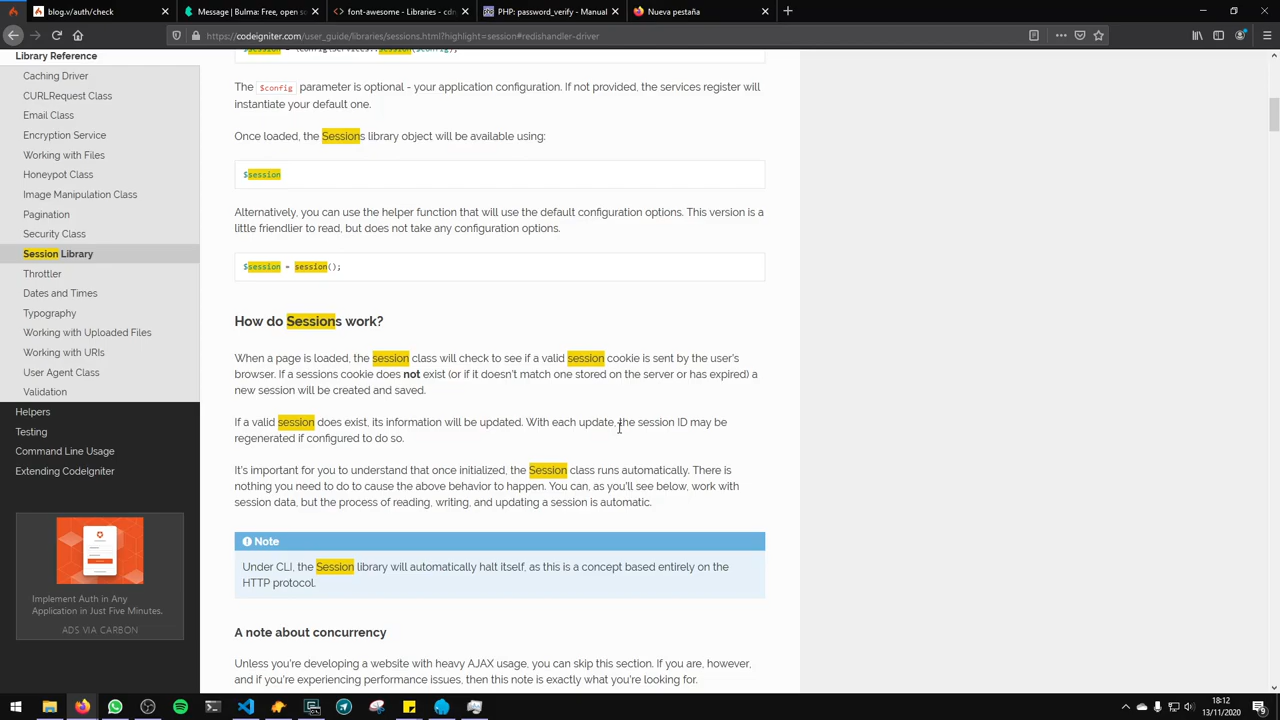 blog.v//auth/check
Message | Bulma: Free, open s
font-awesome - Libraries - cdn
PHP: password_verify - Manual
Nueva pestaña
https://codeigniter.com/user_guide/libraries/sessions.html?highlight=session#redishandler-driver
Library Reference
Caching Driver
CURLRequest Class
Email Class
Encryption Service
Working with Files
Honeypot Class
Image Manipulation Class
Pagination
Security Class
Session Library
Throttler
Dates and Times
Typography
Working with Uploaded Files
Working with URIs
User Agent Class
Validation
Helpers
Testing
Command Line Usage
Extending CodeIgniter
Implement Auth in Any
Application in Just Five Minutes.
ADS VIA CARBON
$session = \Config\Services::session($config);
The $config parameter is optional - your application configuration. If not provided, the services register will
instantiate your default one.
Once loaded, the Sessions library object will be available using:
$session
Alternatively, you can use the helper function that will use the default configuration options. This version is a
little friendlier to read, but does not take any configuration options.
$session = session();
How do Sessions work?
When a page is loaded, the session class will check to see if a valid session cookie is sent by the user's
browser. If a sessions cookie does not exist (or if it doesn't match one stored on the server or has expired) a
new session will be created and saved.
If a valid session does exist, its information will be updated. With each update, the session ID may be
regenerated if configured to do so.
It's important for you to understand that once initialized, the Session class runs automatically. There is
nothing you need to do to cause the above behavior to happen. You can, as you'll see below, work with
session data, but the process of reading, writing, and updating a session is automatic.
Note
Under CLI, the Session library will automatically halt itself, as this is a concept based entirely on the
HTTP protocol.
A note about concurrency
Unless you're developing a website with heavy AJAX usage, you can skip this section. If you are, however,
and if you're experiencing performance issues, then this note is exactly what you're looking for.
18:12
13/11/2020